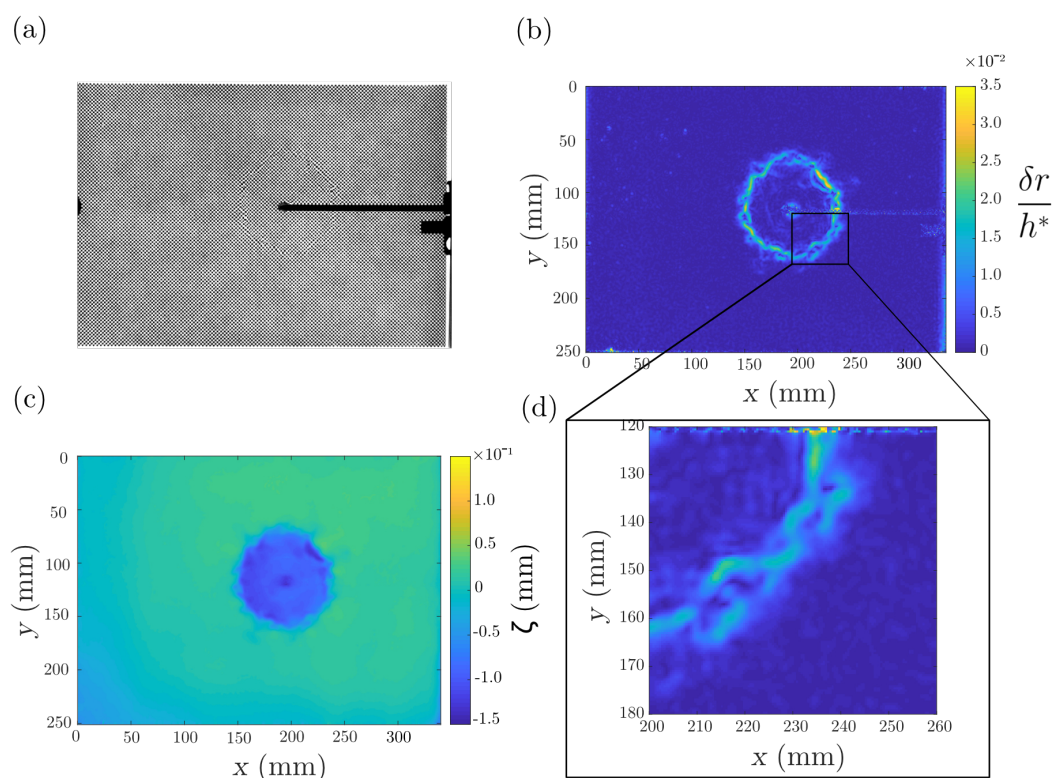 (a)
(b)
×10⁻²
0
50
100
150
200
250
y (mm)
0 50 100 150 200 250 300
x (mm)
3.5
3.0
2.5
2.0
1.5
1.0
0.5
0
δr
h*
(c)
0
50
100
150
200
250
y (mm)
0 50 100 150 200 250 300
x (mm)
×10⁻¹
1.0
0.5
0
-0.5
-1.0
-1.5
ζ (mm)
(d)
120
130
140
150
160
170
180
y (mm)
200 210 220 230 240 250 260
x (mm)